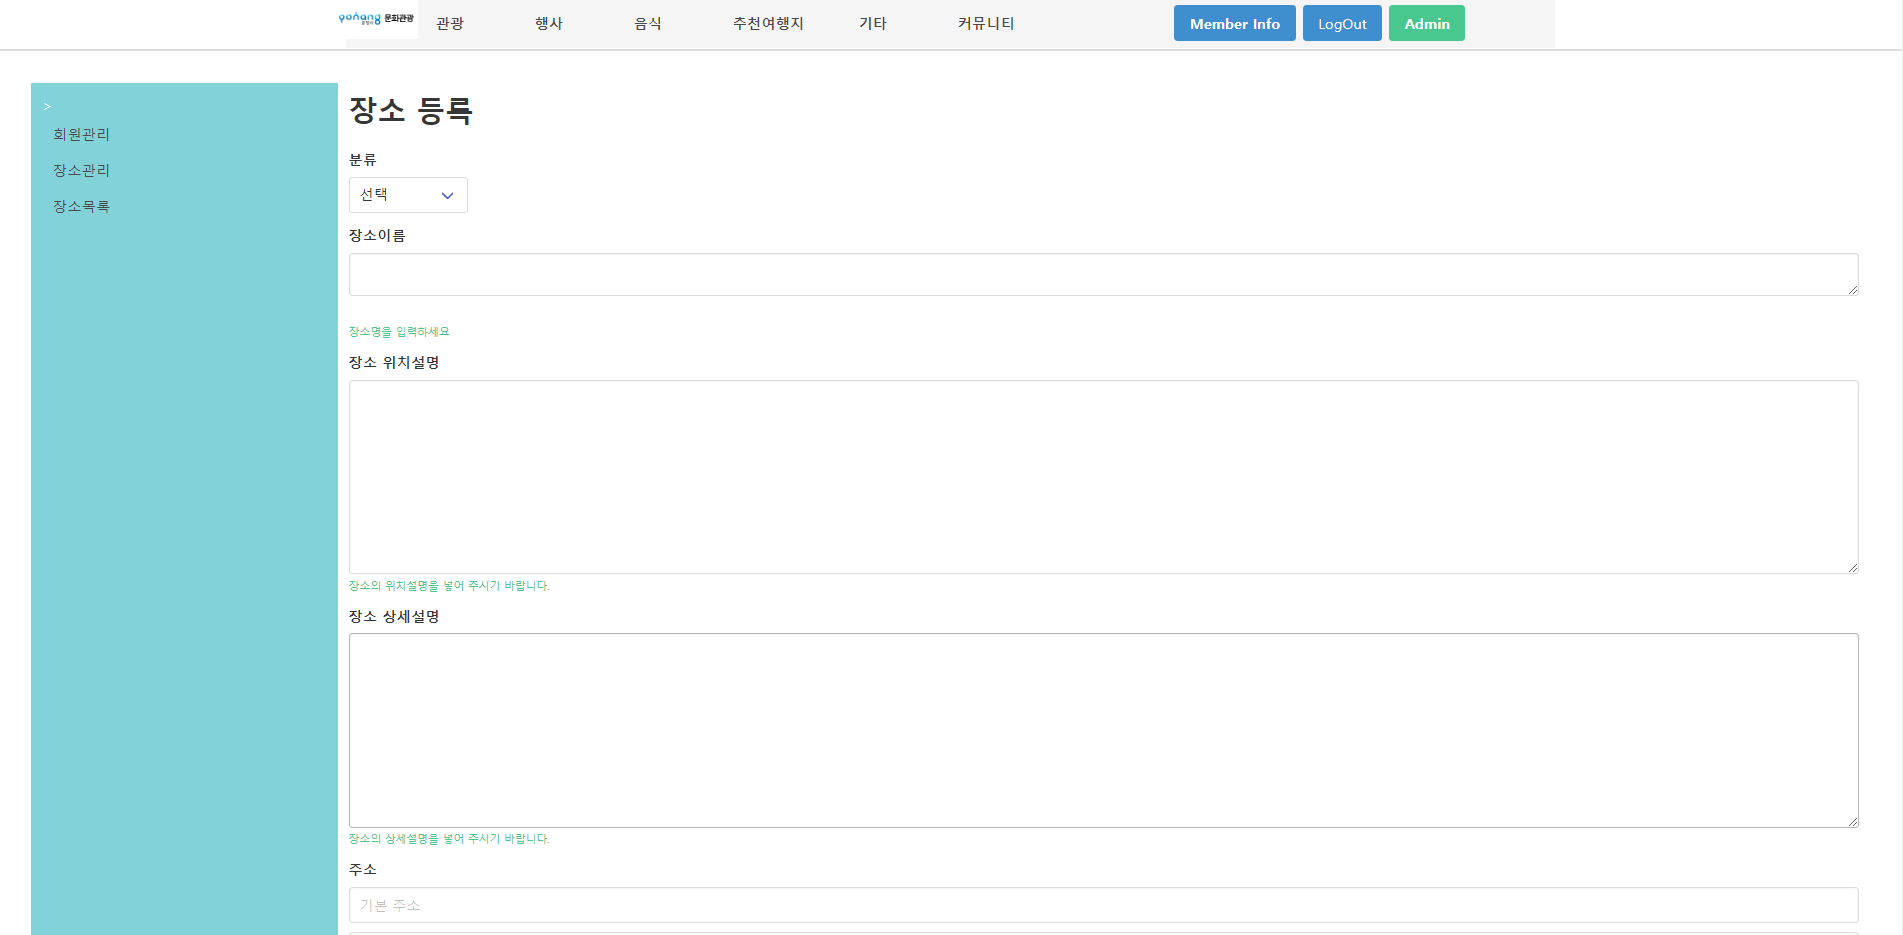 pohang 문화관광
관광
행사
음식
추천여행지
기타
커뮤니티
Member Info
LogOut
Admin
>
회원관리
장소관리
장소목록
장소 등록
분류
선택
장소이름
장소명을 입력하세요
장소 위치설명
장소의 위치설명을 넣어 주시기 바랍니다.
장소 상세설명
장소의 상세설명을 넣어 주시기 바랍니다.
주소
기본 주소